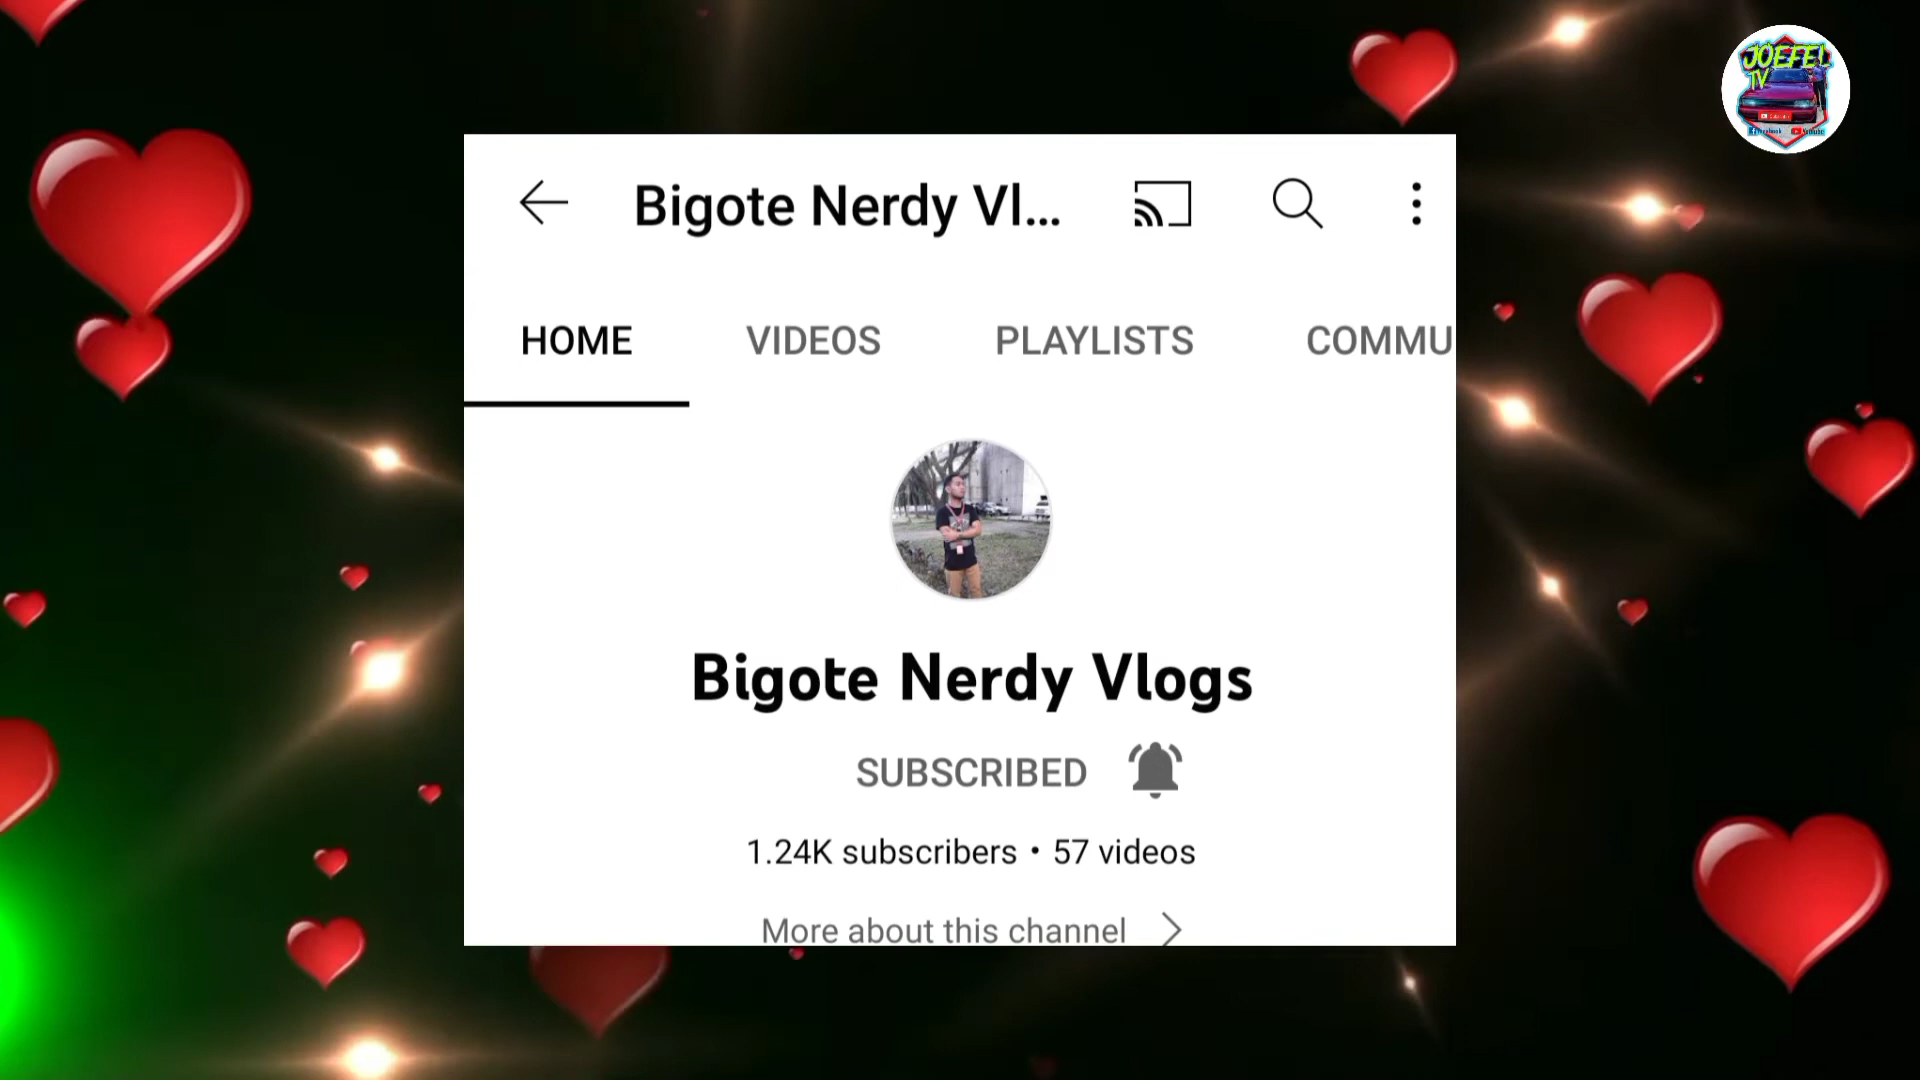 JOEFEL
TV
Bigote Nerdy Vl...
HOME VIDEOS PLAYLISTS COMMU
Bigote Nerdy Vlogs
SUBSCRIBED
1.24K subscribers • 57 videos
More about this channel